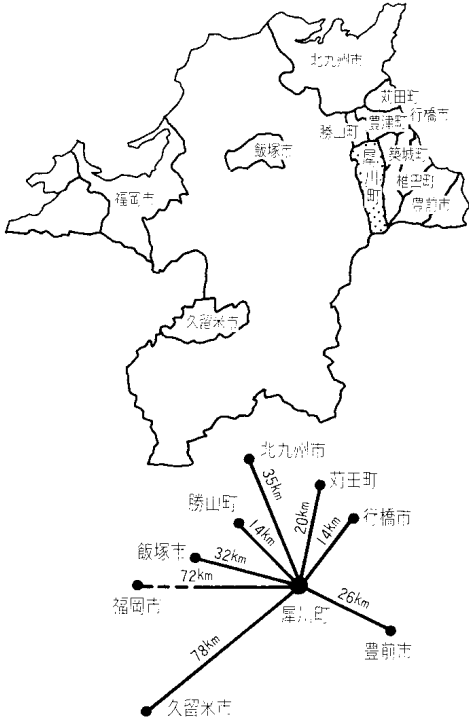 北九州市
苅田町
行橋市
勝山町
豊津町
犀川町
築城町
椎田町
豊前市
飯塚市
福岡市
久留米市
北九州市
35km
苅田町
20km
行橋市
14km
勝山町
14km
飯塚市
32km
福岡市
72km
犀川町
26km
豊前市
78km
久留米市